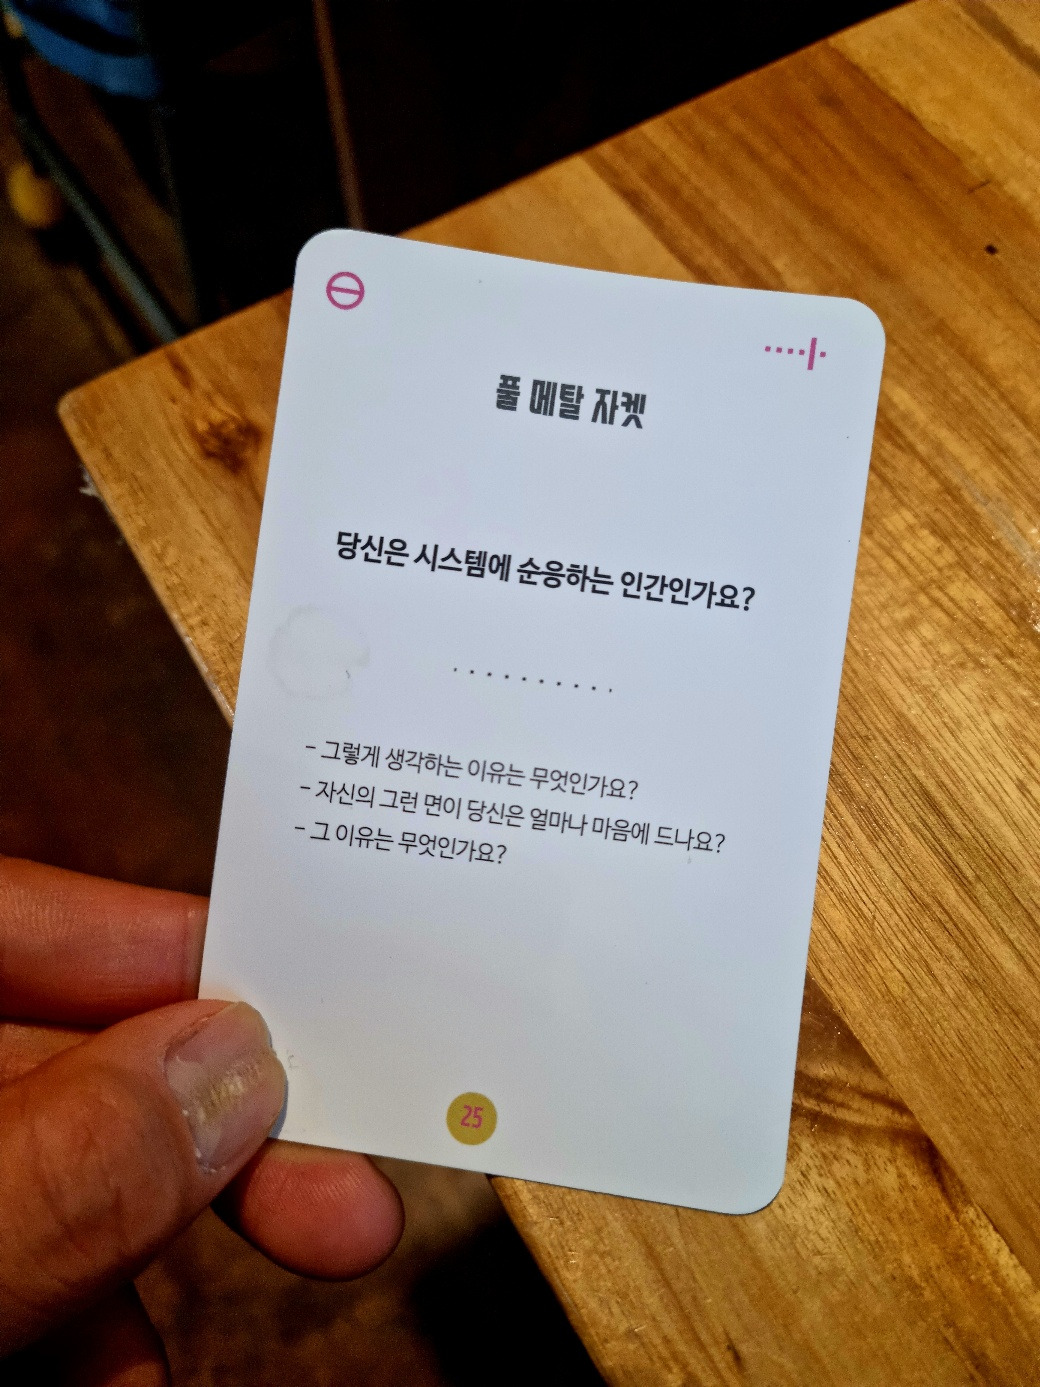 풀 메탈 자켓
당신은 시스템에 순응하는 인간인가요?
- 그렇게 생각하는 이유는 무엇인가요?
- 자신의 그런 면이 당신은 얼마나 마음에 드나요?
- 그 이유는 무엇인가요?
25